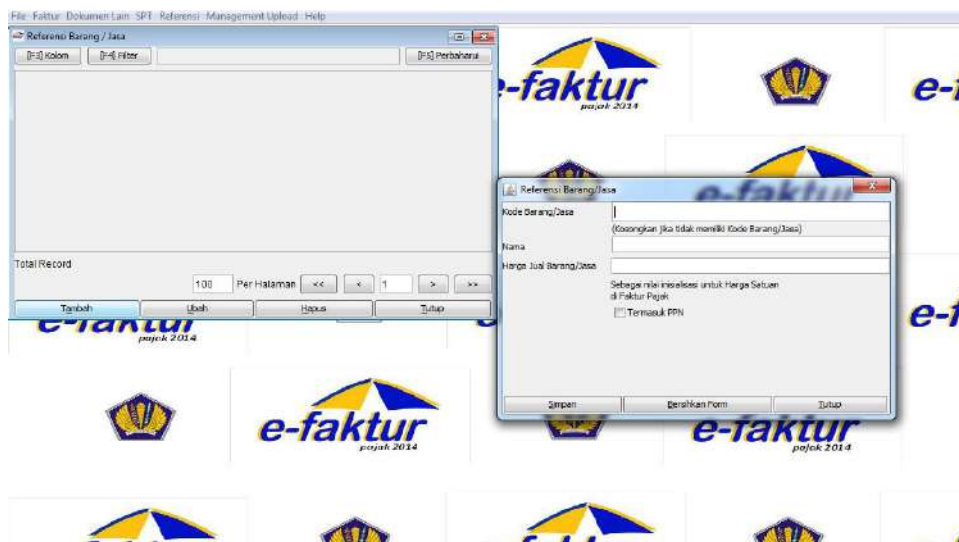 File Faktur Dokumen Lain SPT Referensi Management Upload Help
Referensi Barang / Jasa
[F3] Kolom [F4] Filter [F5] Perbaharui
Total Record
100 Per Halaman << < 1 > >>
Tambah Ubah Hapus Tutup
Referensi Barang/Jasa
Kode Barang/Jasa
(Kosongkan jika tidak memiliki Kode Barang/Jasa)
Nama
Harga Jual Barang/Jasa
Sebagai nilai inisialisasi untuk Harga Satuan
di Faktur Pajak
Termasuk PPN
Simpan Bersihkan Form Tutup
e-faktur
pajak 2014
e-faktur
e-faktur
pajak 2014
e-faktur
pajak 2014
e-faktur
pajak 2014